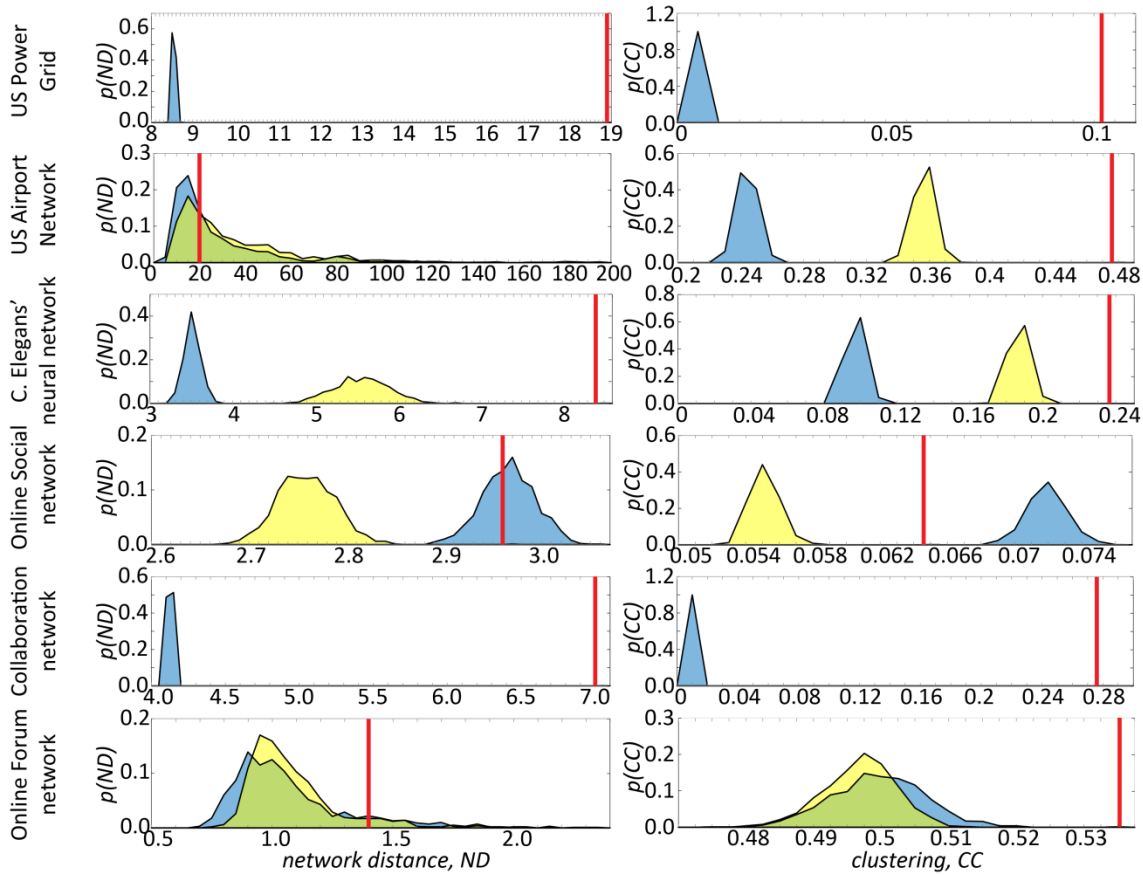 US Power
Grid
p(ND)
0.6
0.4
0.2
0.0
8 9 10 11 12 13 14 15 16 17 18 19
p(CC)
1.2
0.8
0.4
0.0
0 0.05 0.1
US Airport
Network
p(ND)
0.3
0.2
0.1
0.0
0 20 40 60 80 100 120 140 160 180 200
p(CC)
0.6
0.4
0.2
0.0
0.2 0.24 0.28 0.32 0.36 0.4 0.44 0.48
C. Elegans'
neural network
p(ND)
0.4
0.2
0.0
3 4 5 6 7 8
p(CC)
0.8
0.6
0.4
0.2
0.0
0 0.04 0.08 0.12 0.16 0.2 0.24
Online Social
network
p(ND)
0.2
0.1
0.0
2.6 2.7 2.8 2.9 3.0
p(CC)
0.6
0.4
0.2
0.0
0.05 0.054 0.058 0.062 0.066 0.07 0.074
Collaboration
network
p(ND)
0.6
0.4
0.2
0.0
4.0 4.5 5.0 5.5 6.0 6.5 7.0
p(CC)
1.2
0.8
0.4
0.0
0 0.04 0.08 0.12 0.16 0.2 0.24 0.28
Online Forum
network
p(ND)
0.2
0.1
0.0
0.5 1.0 1.5 2.0
network distance, ND
p(CC)
0.3
0.2
0.1
0.0
0.48 0.49 0.5 0.51 0.52 0.53
clustering, CC